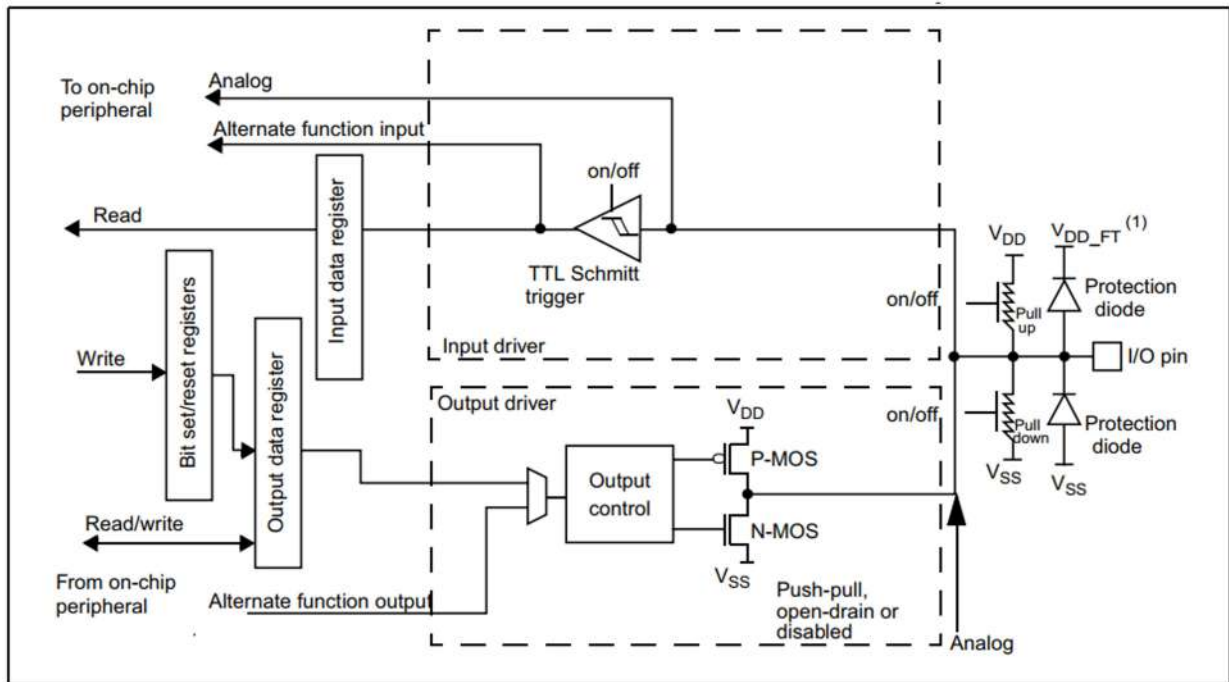 To on-chip
peripheral
Analog
Alternate function input
on/off
Read
Input data register
TTL Schmitt
trigger
Input driver
Bit set/reset registers
Write
Output data register
Read/write
From on-chip
peripheral
Alternate function output
Output driver
Output
control
VDD
P-MOS
N-MOS
VSS
Push-pull,
open-drain or
disabled
Analog
VDD
VDD_FT (1)
on/off
Pull
up
Protection
diode
I/O pin
on/off
Pull
down
Protection
diode
VSS
VSS